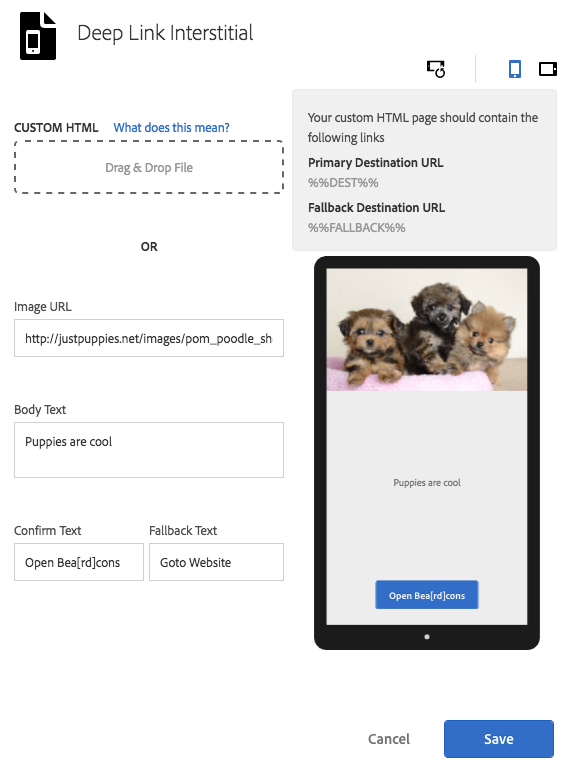 Deep Link Interstitial
CUSTOM HTML What does this mean?
Drag & Drop File
OR
Image URL
http://justpuppies.net/images/pom_poodle_sh
Body Text
Puppies are cool
Confirm Text Fallback Text
Open Bea[rd]cons Goto Website
Your custom HTML page should contain the
following links
Primary Destination URL
%%DEST%%
Fallback Destination URL
%%FALLBACK%%
Puppies are cool
Open Bea[rd]cons
Cancel Save